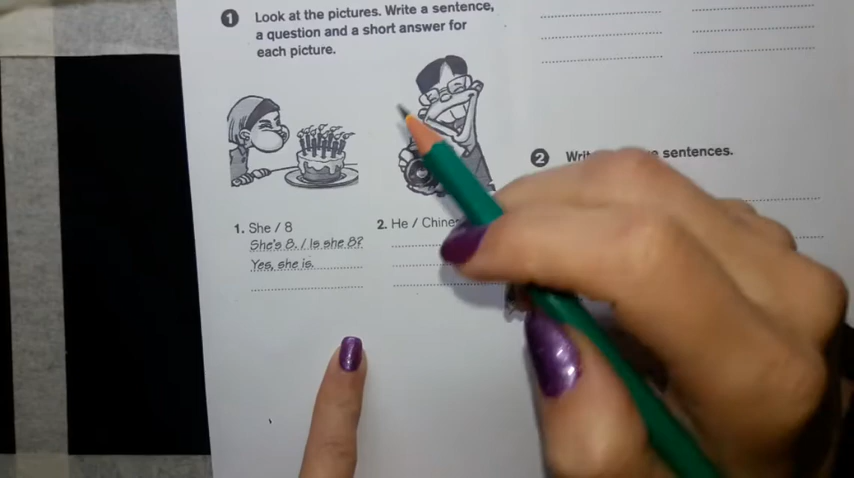 1 Look at the pictures. Write a sentence,
a question and a short answer for
each picture.
1. She / 8
She's 8. / Is she 8?
Yes, she is.
2. He /
2 sentences.